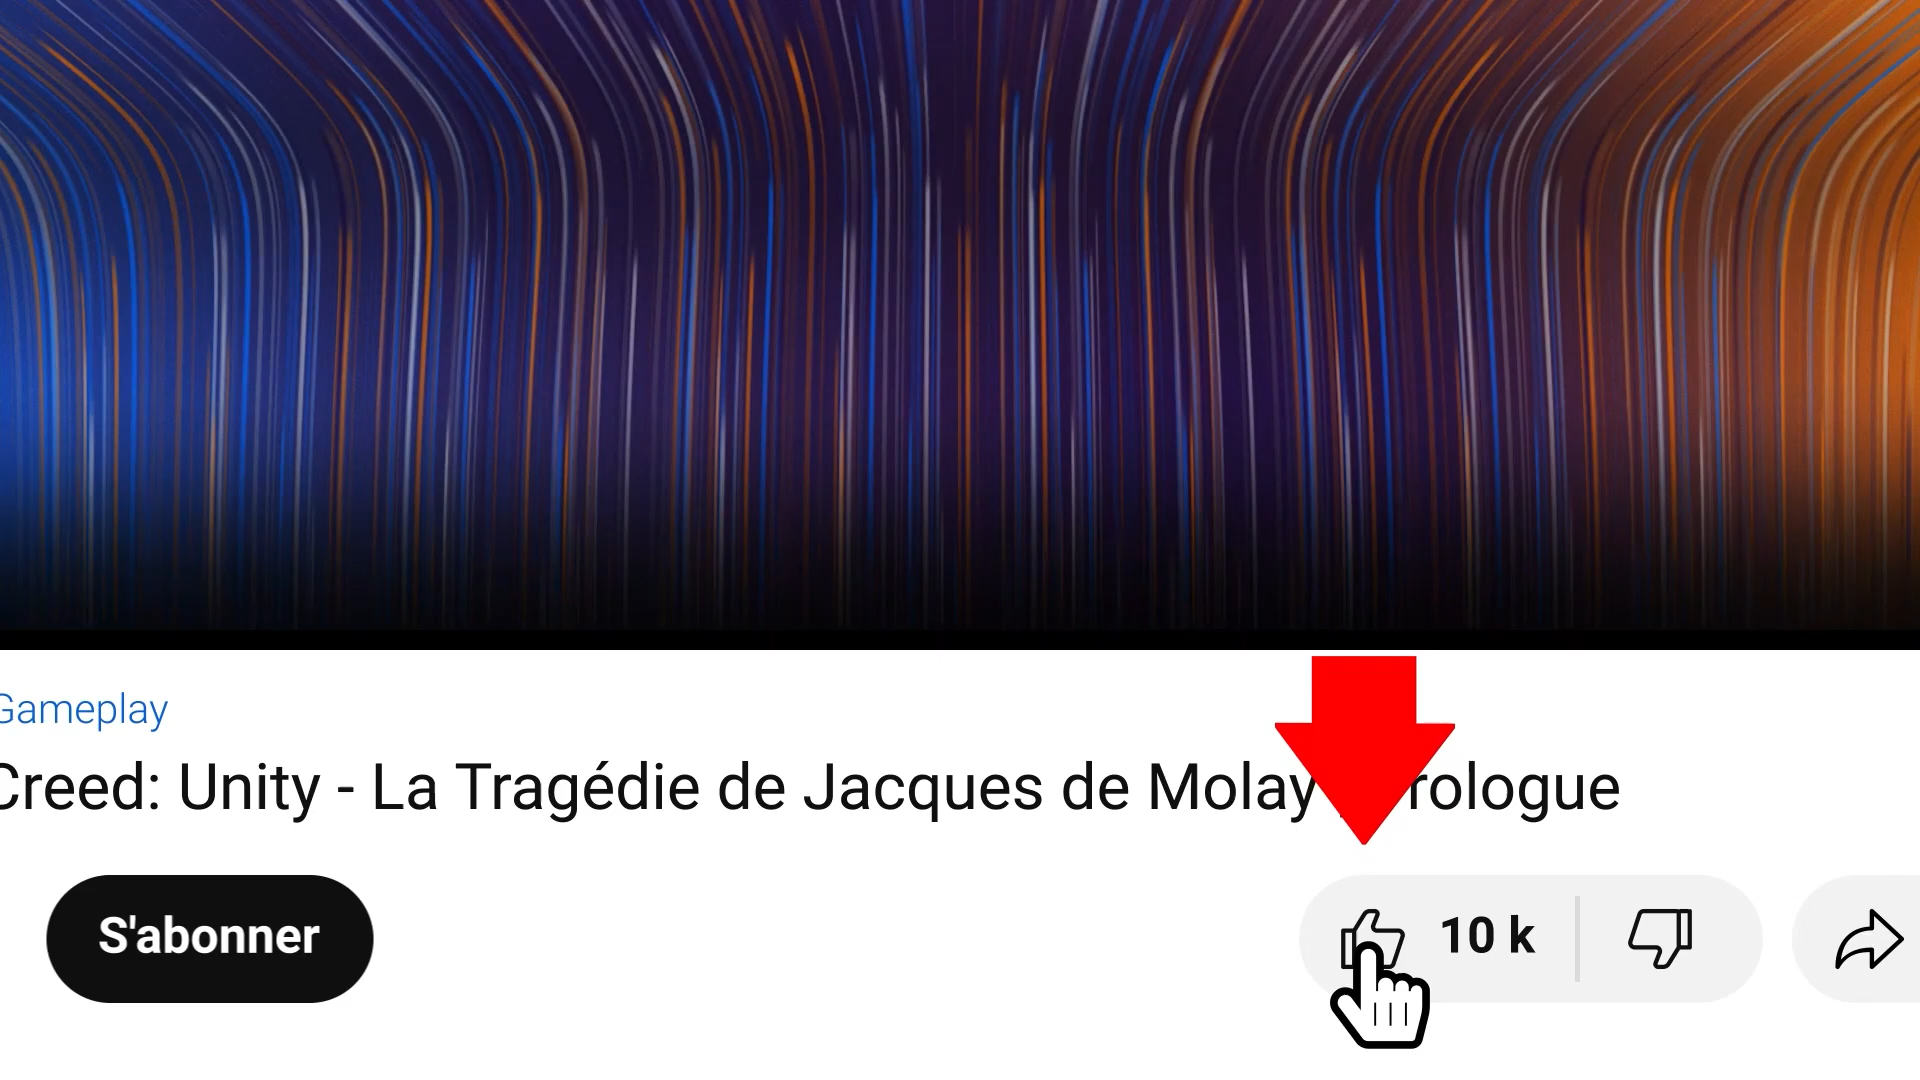 Gameplay
Creed: Unity - La Tragédie de Jacques de Molay rologue
S'abonner
10 k